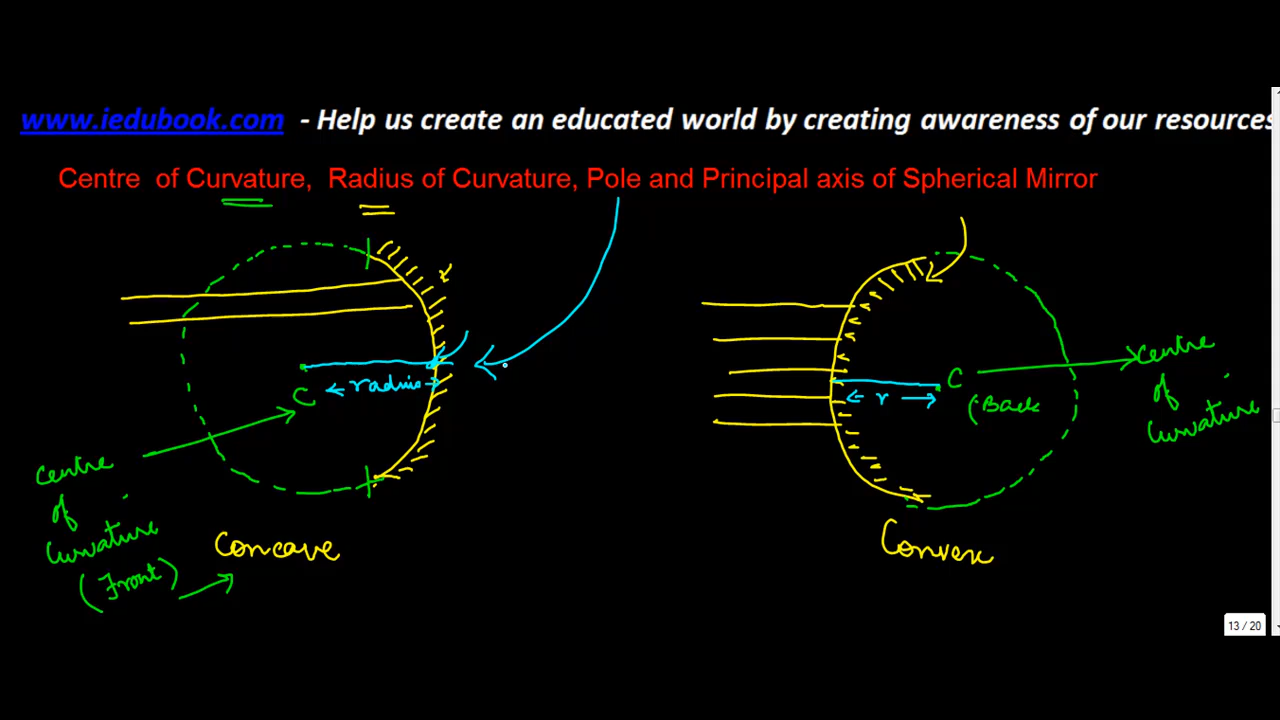 www.iedubook.com - Help us create an educated world by creating awareness of our resources
Centre of Curvature, Radius of Curvature, Pole and Principal axis of Spherical Mirror
radius
C
Centre
of
Curvature
(Front)
Concave
r
C
(Back
Centre
of
Curvature
Convex
13 / 20